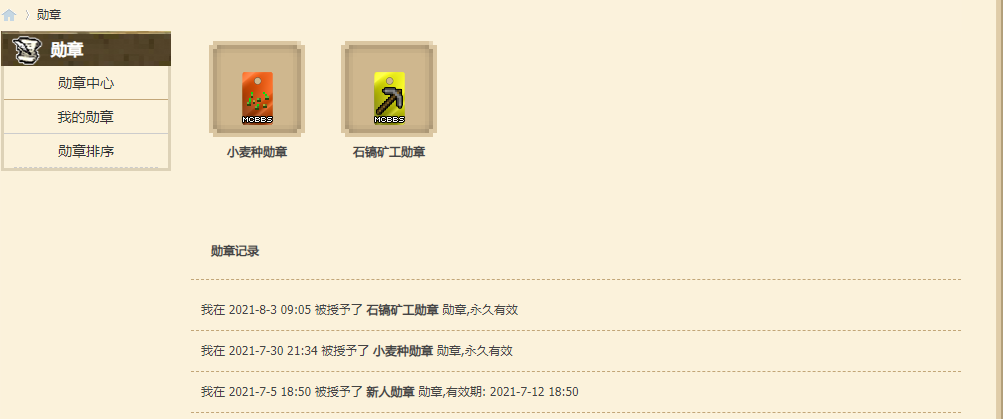 〉 勋章
勋章
勋章中心
我的勋章
勋章排序
MCBBS
MCBBS
小麦种勋章
石镐矿工勋章
勋章记录
我在 2021-8-3 09:05 被授予了 石镐矿工勋章 勋章,永久有效
我在 2021-7-30 21:34 被授予了 小麦种勋章 勋章,永久有效
我在 2021-7-5 18:50 被授予了 新人勋章 勋章,有效期: 2021-7-12 18:50